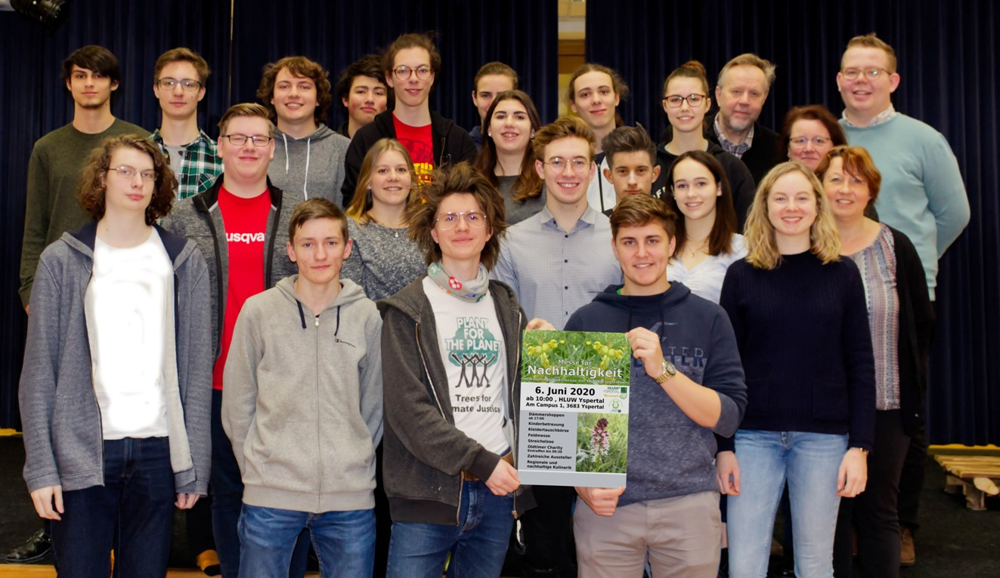 usqva
PLANT
FOR
THE PLANET
Trees for
mate Justice
Messe für
Nachhaltigkeit
6. Juni 2020
ab 10:00 , HLUW Yspertal
Am Campus 1, 3683 Yspertal
HLUW
YSPERTAL
Dämmershoppen
ab 17:00
Kinderbetreuung
Kleidertauschbörse
Feldmesse
Streichelzoo
Oldtimer Charity
Eintreffen bis 09:30
Zahlreiche Aussteller
Regionale und
nachhaltige Kulinarik